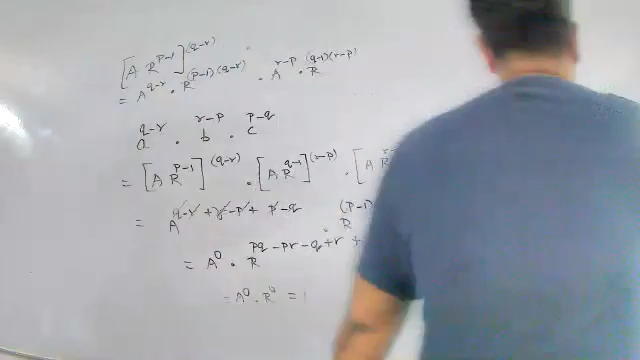 [A R^{p-1}]^{(q-r)}
= A^{q-r} · R^{(p-1)(q-r)} · A^{r-p} · R^{(q-1)(r-p)}
a^{q-r} · b^{r-p} · c^{p-q}
= [A R^{p-1}]^{(q-r)} · [A R^{q-1}]^{(r-p)} · [A
= A^{q-r+r-p+p-q} R^{(p-1)
= A^0 · R^{pq-pr-q+r+
= A^0 · R^0 = 1